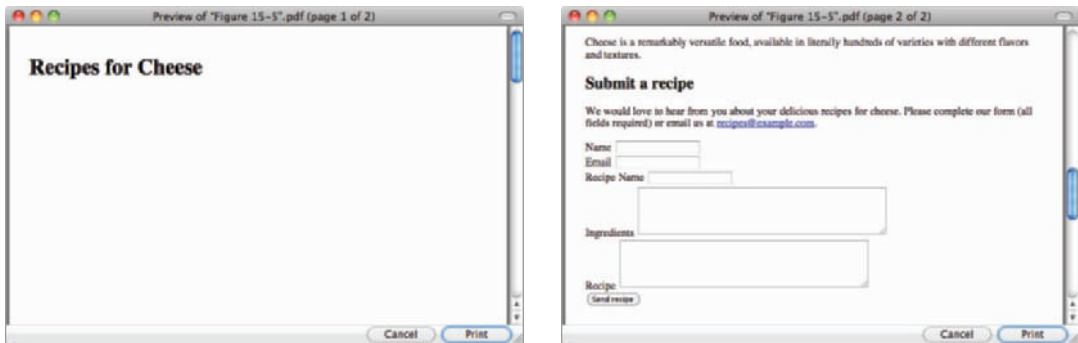 Preview of "Figure 15-5".pdf (page 1 of 2)
Recipes for Cheese
Cancel
Print
Preview of "Figure 15-5".pdf (page 2 of 2)
Cheese is a remarkably versatile food, available in literally hundreds of varieties with different flavors
and textures.
Submit a recipe
We would love to hear from you about your delicious recipes for cheese. Please complete our form (all
fields required) or email us at recipes@example.com.
Name
Email
Recipe Name
Ingredients
Recipe
Send recipe
Cancel
Print